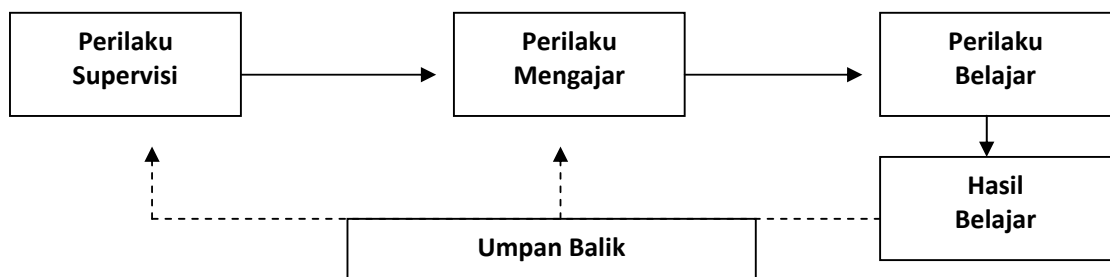 Perilaku
Supervisi
Perilaku
Mengajar
Perilaku
Belajar
Hasil
Belajar
Umpan Balik